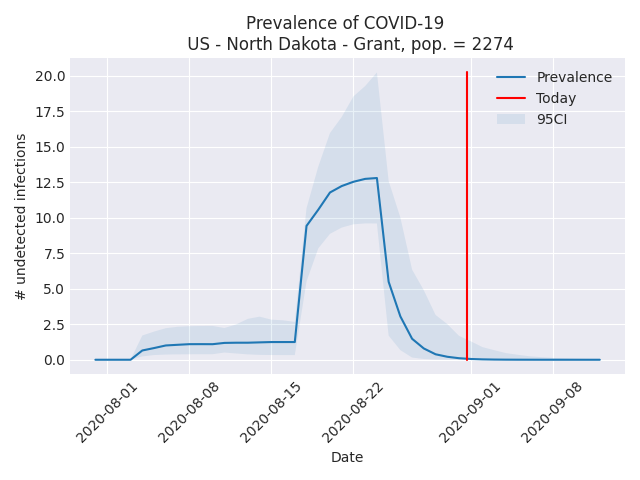 Prevalence of COVID-19
US - North Dakota - Grant, pop. = 2274
Prevalence
Today
95CI
# undetected infections
20.0
17.5
15.0
12.5
10.0
7.5
5.0
2.5
0.0
2020-08-01
2020-08-08
2020-08-15
2020-08-22
2020-09-01
2020-09-08
Date